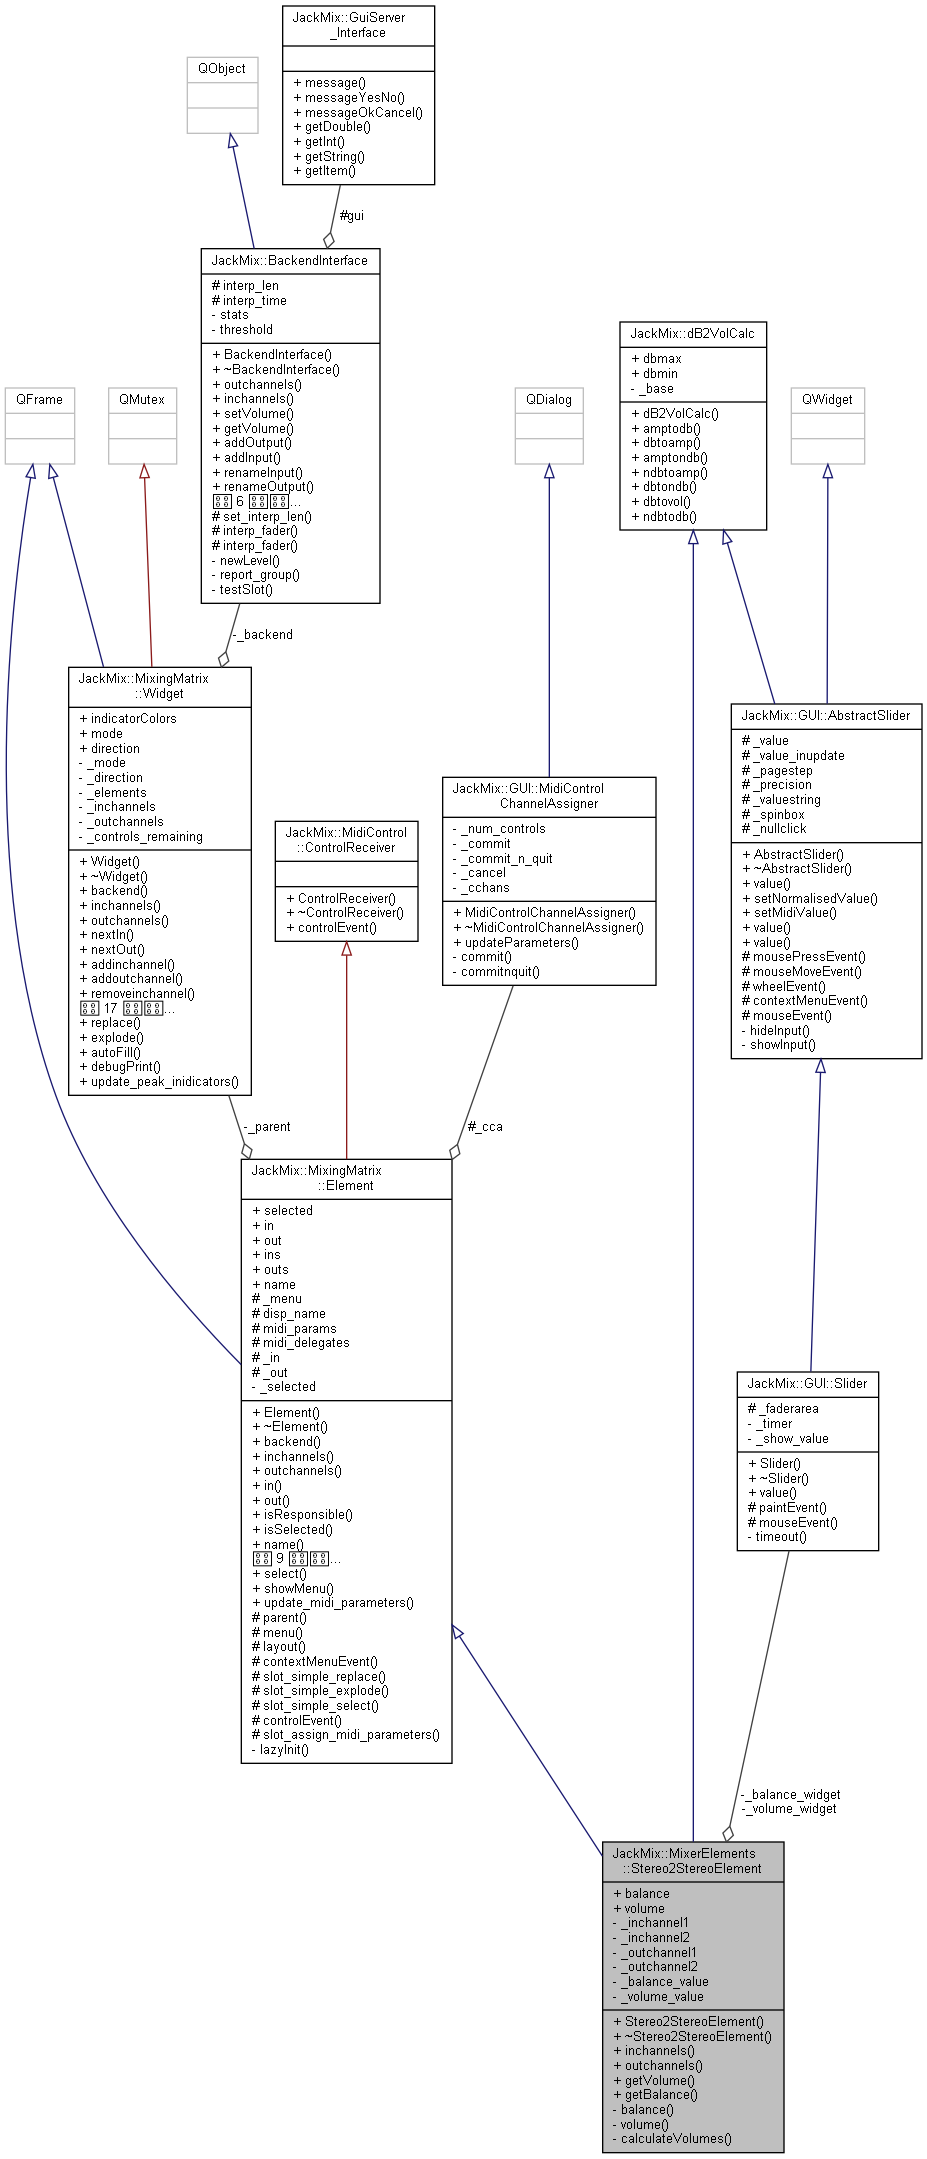 JackMix::GuiServer
_Interface
+ message()
+ messageYesNo()
+ messageOkCancel()
+ getDouble()
+ getInt()
+ getString()
+ getItem()
QObject
#gui
JackMix::BackendInterface
# interp_len
# interp_time
- stats
- threshold
+ BackendInterface()
+ ~BackendInterface()
+ outchannels()
+ inchannels()
+ setVolume()
+ getVolume()
+ addOutput()
+ addInput()
+ renameInput()
+ renameOutput()
6 ...
# set_interp_len()
# interp_fader()
# interp_fader()
- newLevel()
- report_group()
- testSlot()
JackMix::dB2VolCalc
+ dbmax
+ dbmin
- _base
+ dB2VolCalc()
+ amptodb()
+ dbtoamp()
+ amptondb()
+ ndbtoamp()
+ dbtondb()
+ dbtovol()
+ ndbtodb()
QFrame
QMutex
QDialog
QWidget
-_backend
JackMix::MixingMatrix
::Widget
+ indicatorColors
+ mode
+ direction
- _mode
- _direction
- _elements
- _inchannels
- _outchannels
- _controls_remaining
+ Widget()
+ ~Widget()
+ backend()
+ inchannels()
+ outchannels()
+ nextIn()
+ nextOut()
+ addinchannel()
+ addoutchannel()
+ removeinchannel()
17 ...
+ replace()
+ explode()
+ autoFill()
+ debugPrint()
+ update_peak_inidicators()
JackMix::GUI::AbstractSlider
# _value
# _value_inupdate
# _pagestep
# _precision
# _valuestring
# _spinbox
# _nullclick
+ AbstractSlider()
+ ~AbstractSlider()
+ value()
+ setNormalisedValue()
+ setMidiValue()
+ value()
+ value()
# mousePressEvent()
# mouseMoveEvent()
# wheelEvent()
# contextMenuEvent()
# mouseEvent()
- hideInput()
- showInput()
JackMix::GUI::MidiControl
ChannelAssigner
- _num_controls
- _commit
- _commit_n_quit
- _cancel
- _cchans
+ MidiControlChannelAssigner()
+ ~MidiControlChannelAssigner()
+ updateParameters()
- commit()
- commitnquit()
JackMix::MidiControl
::ControlReceiver
+ ControlReceiver()
+ ~ControlReceiver()
+ controlEvent()
-_parent
#_cca
JackMix::MixingMatrix
::Element
+ selected
+ in
+ out
+ ins
+ outs
+ name
# _menu
# disp_name
# midi_params
# midi_delegates
# _in
# _out
- _selected
+ Element()
+ ~Element()
+ backend()
+ inchannels()
+ outchannels()
+ in()
+ out()
+ isResponsible()
+ isSelected()
+ name()
9 ...
+ select()
+ showMenu()
+ update_midi_parameters()
# parent()
# menu()
# layout()
# contextMenuEvent()
# slot_simple_replace()
# slot_simple_explode()
# slot_simple_select()
# controlEvent()
# slot_assign_midi_parameters()
- lazyInit()
JackMix::GUI::Slider
# _faderarea
- _timer
- _show_value
+ Slider()
+ ~Slider()
+ value()
# paintEvent()
# mouseEvent()
- timeout()
-_balance_widget
-_volume_widget
JackMix::MixerElements
::Stereo2StereoElement
+ balance
+ volume
- _inchannel1
- _inchannel2
- _outchannel1
- _outchannel2
- _balance_value
- _volume_value
+ Stereo2StereoElement()
+ ~Stereo2StereoElement()
+ inchannels()
+ outchannels()
+ getVolume()
+ getBalance()
- balance()
- volume()
- calculateVolumes()